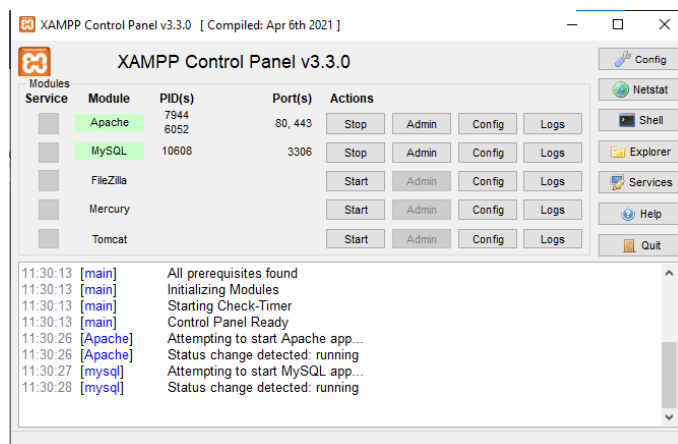 XAMPP Control Panel v3.3.0 [ Compiled: Apr 6th 2021 ]
XAMPP Control Panel v3.3.0
Config
Modules
Service Module PID(s) Port(s) Actions
Netstat
Apache 7944 6052 80, 443 Stop Admin Config Logs
Shell
MySQL 10608 3306 Stop Admin Config Logs
Explorer
FileZilla Start Admin Config Logs
Services
Mercury Start Admin Config Logs
Help
Tomcat Start Admin Config Logs
Quit
11:30:13 [main] All prerequisites found
11:30:13 [main] Initializing Modules
11:30:13 [main] Starting Check-Timer
11:30:13 [main] Control Panel Ready
11:30:26 [Apache] Attempting to start Apache app...
11:30:26 [Apache] Status change detected: running
11:30:27 [mysql] Attempting to start MySQL app...
11:30:28 [mysql] Status change detected: running